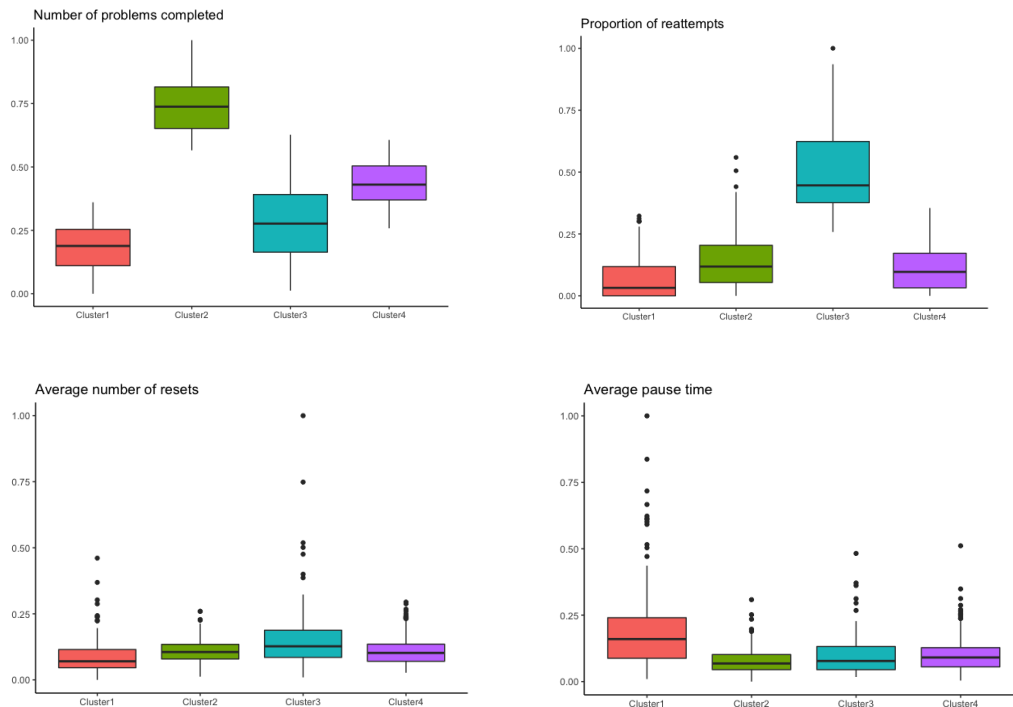 Number of problems completed
1.00
0.75
0.50
0.25
0.00
Cluster1 Cluster2 Cluster3 Cluster4
Proportion of reattempts
1.00
0.75
0.50
0.25
0.00
Cluster1 Cluster2 Cluster3 Cluster4
Average number of resets
1.00
0.75
0.50
0.25
0.00
Cluster1 Cluster2 Cluster3 Cluster4
Average pause time
1.00
0.75
0.50
0.25
0.00
Cluster1 Cluster2 Cluster3 Cluster4